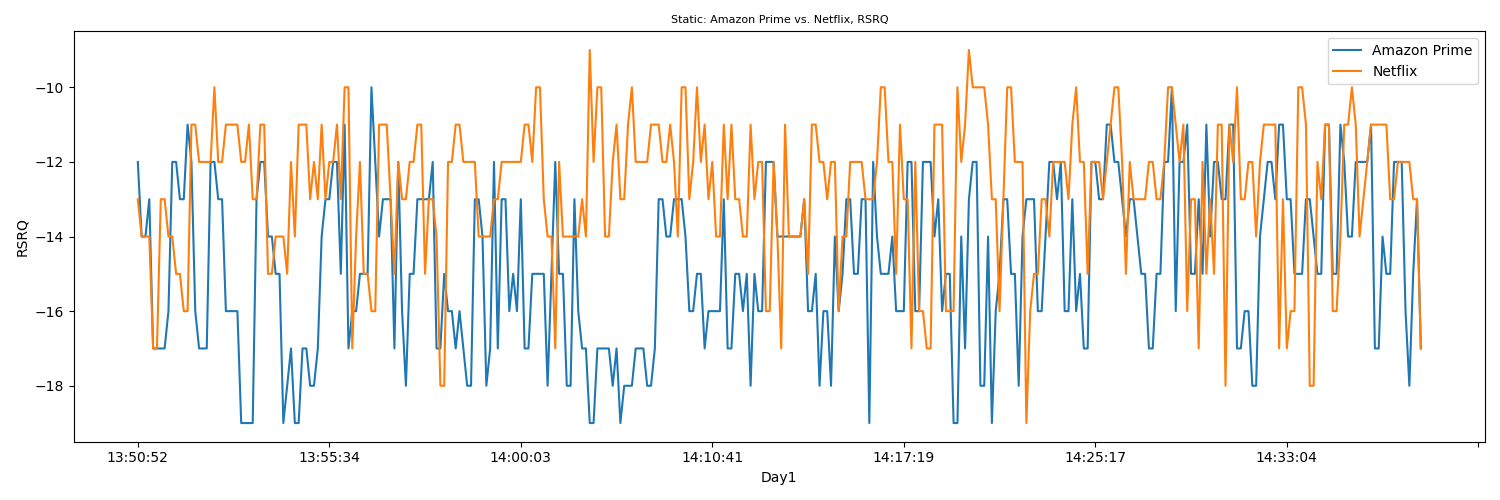 Static: Amazon Prime vs. Netflix, RSRQ
Amazon Prime
Netflix
−10
−12
−14
−16
−18
RSRQ
13:50:52 13:55:34 14:00:03 14:10:41 14:17:19 14:25:17 14:33:04
Day1